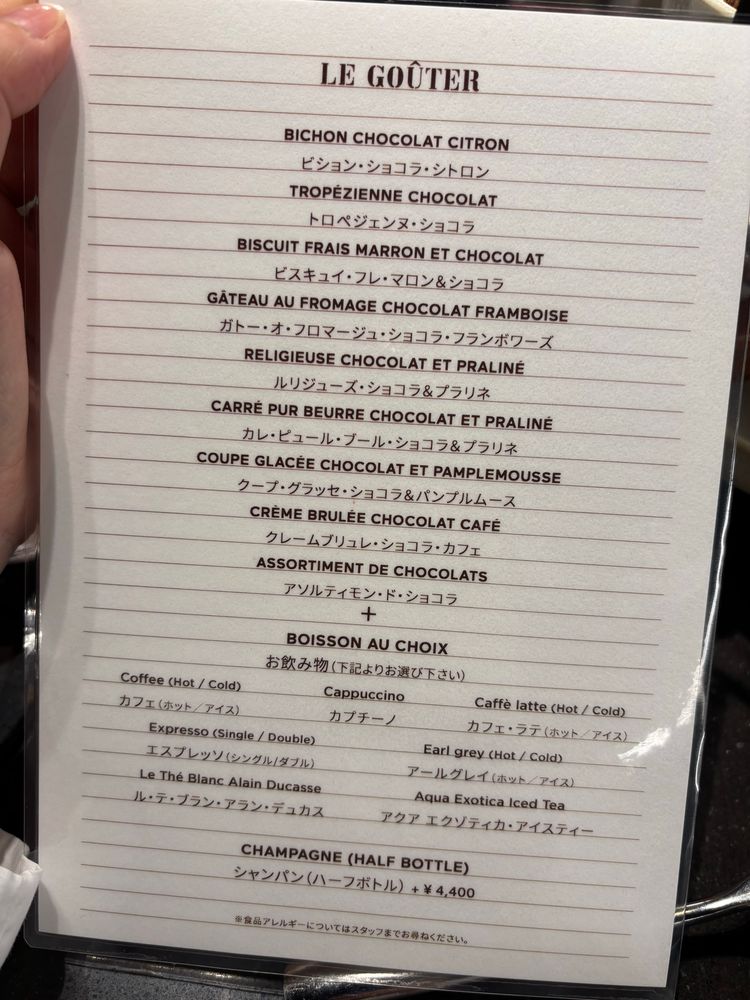 LE GOÛTER
BICHON CHOCOLAT CITRON
ビション・ショコラ・シトロン
TROPÉZIENNE CHOCOLAT
トロペジェンヌ・ショコラ
BISCUIT FRAIS MARRON ET CHOCOLAT
ビスキュイ・フレ・マロン&ショコラ
GÂTEAU AU FROMAGE CHOCOLAT FRAMBOISE
ガトー・オ・フロマージュ・ショコラ・フランボワーズ
RELIGIEUSE CHOCOLAT ET PRALINÉ
ルリジューズ・ショコラ&プラリネ
CARRÉ PUR BEURRE CHOCOLAT ET PRALINÉ
カレ・ピュール・ブール・ショコラ&プラリネ
COUPE GLACÉE CHOCOLAT ET PAMPLEMOUSSE
クープ・グラッセ・ショコラ&パンプルムース
CRÈME BRULÉE CHOCOLAT CAFÉ
クレームブリュレ・ショコラ・カフェ
ASSORTIMENT DE CHOCOLATS
アソルティモン・ド・ショコラ
+
BOISSON AU CHOIX
お飲み物(下記よりお選び下さい)
Coffee (Hot / Cold) Cappuccino Caffè latte (Hot / Cold)
カフェ(ホット/アイス) カプチーノ カフェ・ラテ(ホット/アイス)
Expresso (Single / Double) Earl grey (Hot / Cold)
エスプレッソ(シングル/ダブル) アールグレイ(ホット/アイス)
Le Thé Blanc Alain Ducasse Aqua Exotica Iced Tea
ル・テ・ブラン・アラン・デュカス アクア エクゾティカ・アイスティー
CHAMPAGNE (HALF BOTTLE)
シャンパン(ハーフボトル) + ¥ 4,400
※食品アレルギーについてはスタッフまでお尋ねください。